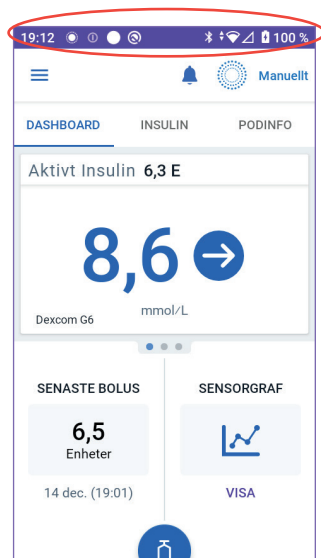 19:12 100 %
Manuellt
DASHBOARD INSULIN PODINFO
Aktivt Insulin 6,3 E
8,6
mmol/L
Dexcom G6
SENASTE BOLUS SENSORGRAF
6,5
Enheter
14 dec. (19:01) VISA